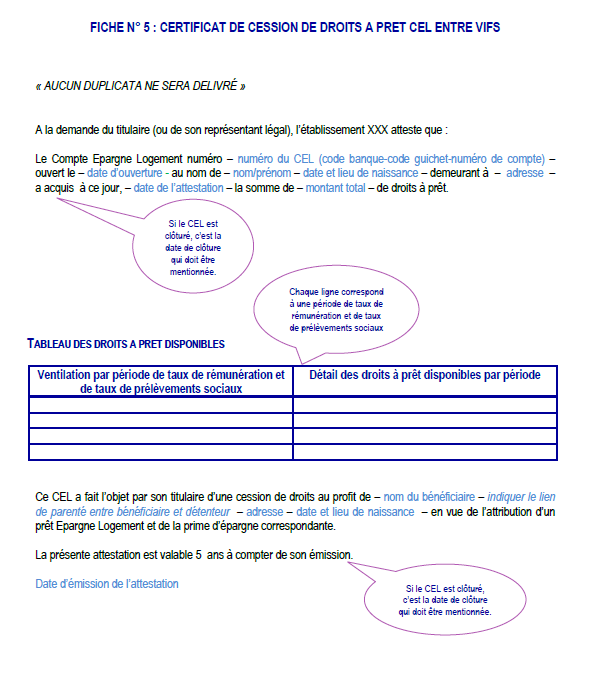 FICHE N° 5 : CERTIFICAT DE CESSION DE DROITS A PRET CEL ENTRE VIFS
« AUCUN DUPLICATA NE SERA DELIVRÉ »
A la demande du titulaire (ou de son représentant légal), l'établissement XXX atteste que :
Le Compte Epargne Logement numéro – numéro du CEL (code banque-code guichet-numéro de compte) –
ouvert le – date d'ouverture - au nom de – nom/prénom – date et lieu de naissance – demeurant à – adresse –
a acquis à ce jour, – date de l'attestation – la somme de – montant total – de droits à prêt.
Si le CEL est
clôturé, c'est la
date de clôture
qui doit être
mentionnée.
Chaque ligne correspond
à une période de taux de
rémunération et de taux
de prélèvements sociaux
TABLEAU DES DROITS A PRET DISPONIBLES
Ventilation par période de taux de rémunération et
de taux de prélèvements sociaux
Détail des droits à prêt disponibles par période
Ce CEL a fait l'objet par son titulaire d'une cession de droits au profit de – nom du bénéficiaire – indiquer le lien
de parenté entre bénéficiaire et détenteur – adresse – date et lieu de naissance – en vue de l'attribution d'un
prêt Epargne Logement et de la prime d'épargne correspondante.
La présente attestation est valable 5 ans à compter de son émission.
Date d'émission de l'attestation
Si le CEL est clôturé,
c'est la date de clôture
qui doit être mentionnée.